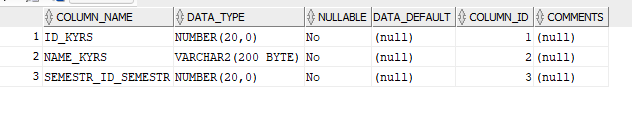 COLUMN_NAME DATA_TYPE NULLABLE DATA_DEFAULT COLUMN_ID COMMENTS
1 ID_KYRS NUMBER(20,0) No (null) 1 (null)
2 NAME_KYRS VARCHAR2(200 BYTE) No (null) 2 (null)
3 SEMESTR_ID_SEMESTR NUMBER(20,0) No (null) 3 (null)